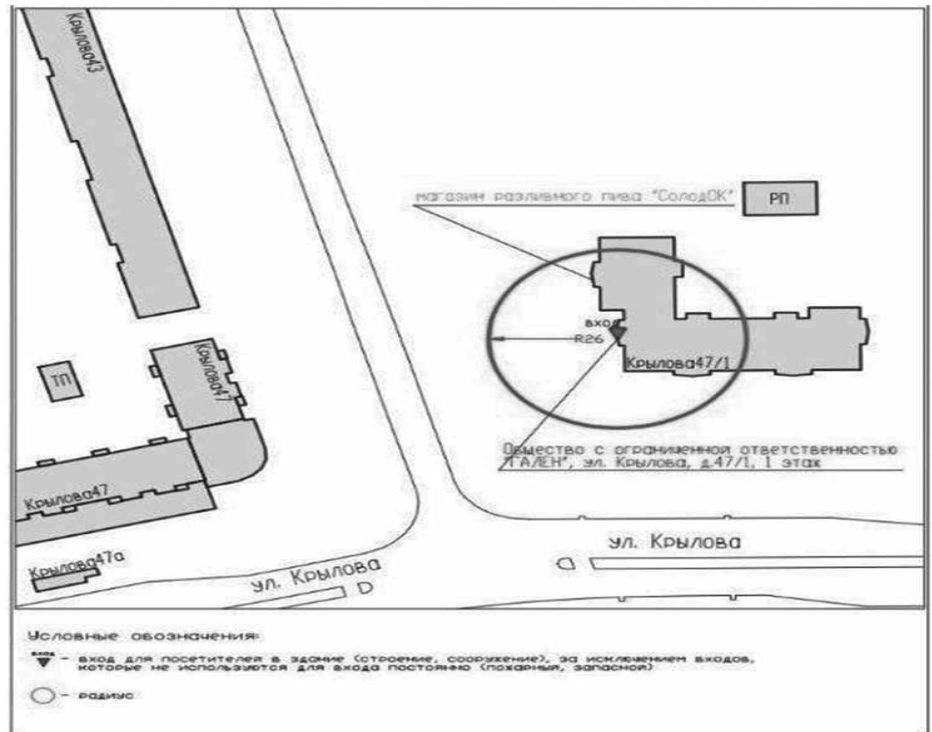 Крылова43
магазин разливного пива "СолодОК"
РП
вход
R26
Крылова47/1
ТП
Крылова47
Общество с ограниченной ответственностью
"ГАЛЕН", ул. Крылова, д.47/1, 1 этаж
Крылова47
ул. Крылова
Крылова47а
ул. Крылова
Условные обозначения:
вход
- вход для посетителей в здание (строение, сооружение), за исключением входов,
которые не используются для входа постоянно (пожарный, запасной)
- радиус